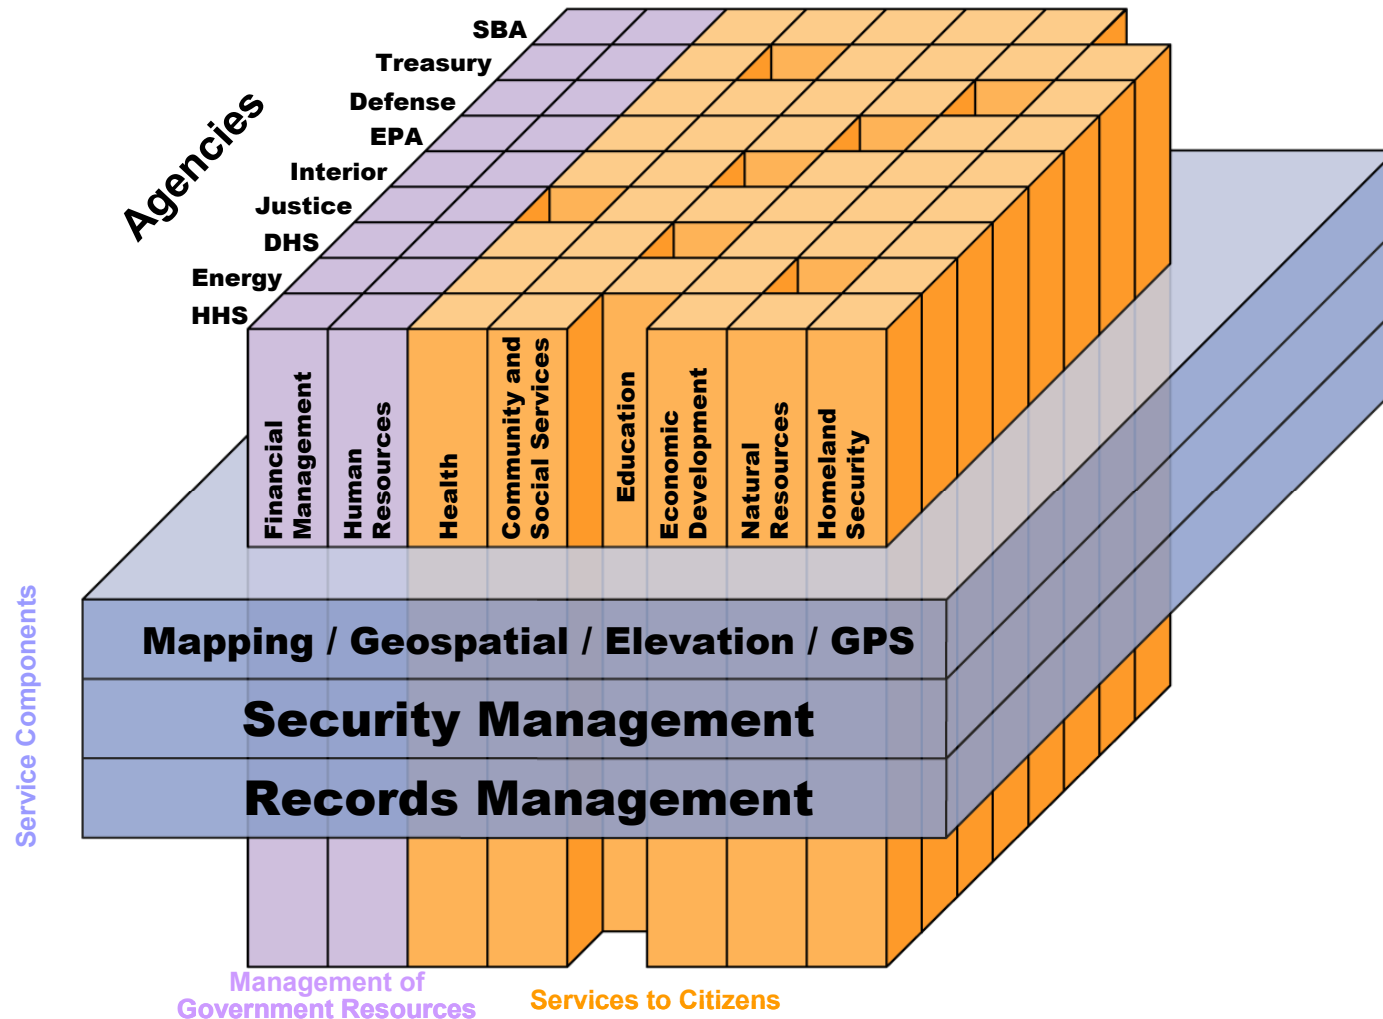 Agencies
SBA
Treasury
Defense
EPA
Interior
Justice
DHS
Energy
HHS
Financial
Management
Human
Resources
Health
Community and
Social Services
Education
Economic
Development
Natural
Resources
Homeland
Security
Service Components
Mapping / Geospatial / Elevation / GPS
Security Management
Records Management
Management of
Government Resources
Services to Citizens